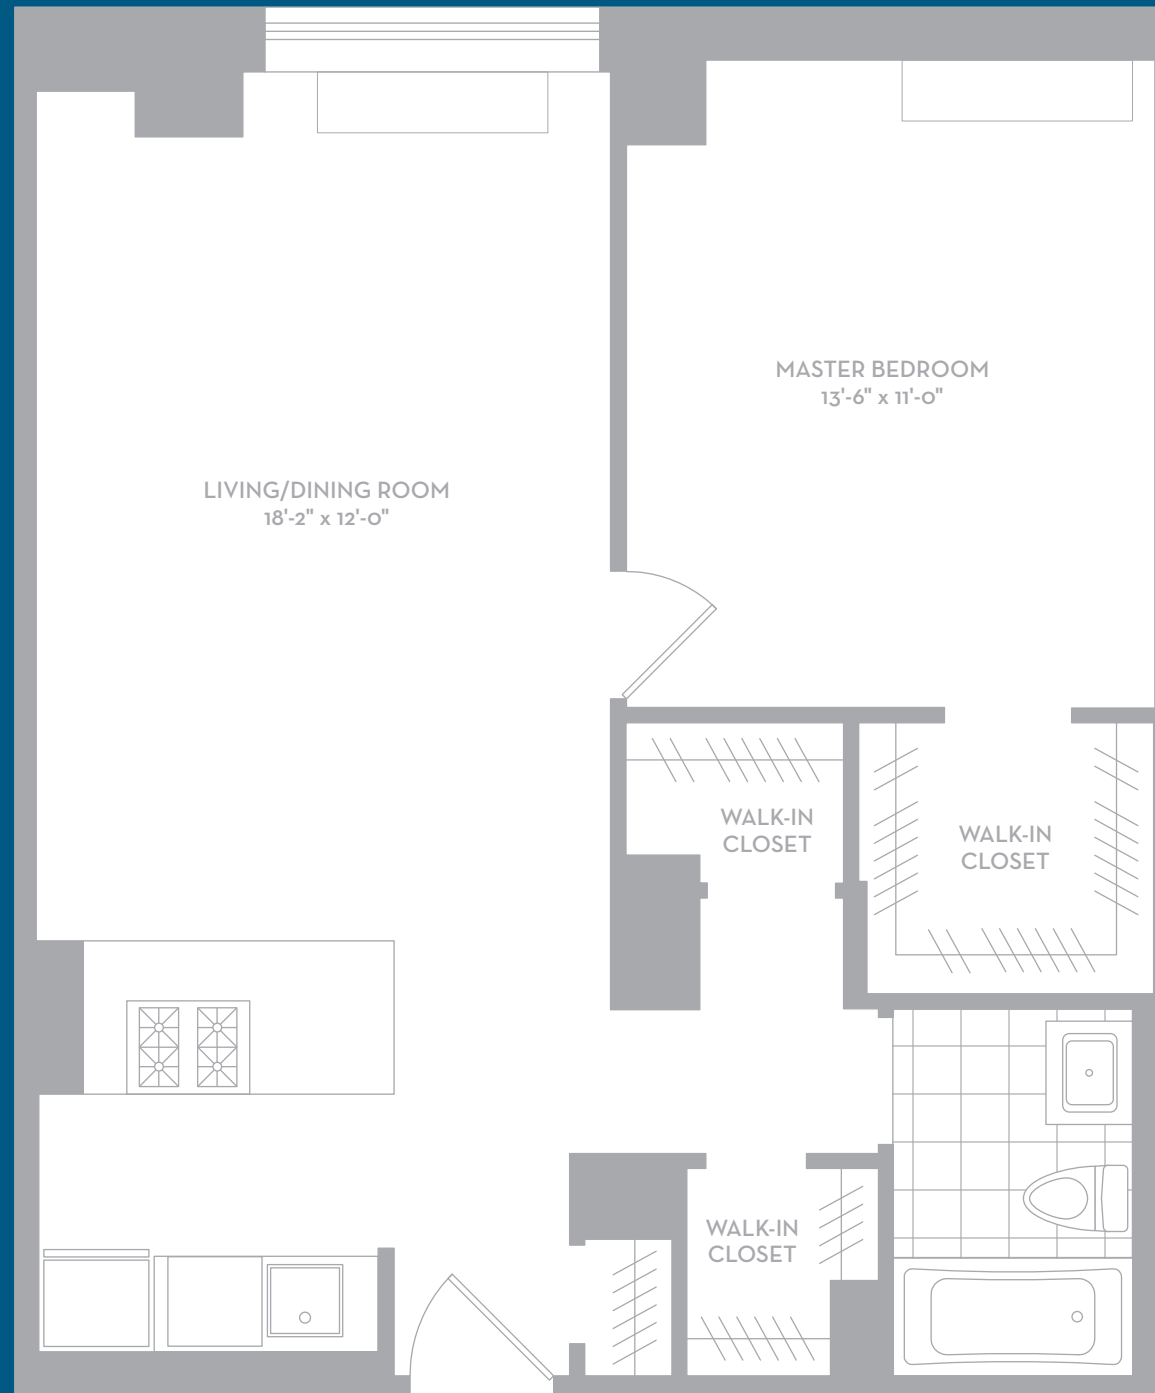 MASTER BEDROOM
13'-6" x 11'-0"
LIVING/DINING ROOM
18'-2" x 12'-0"
WALK-IN
CLOSET
WALK-IN
CLOSET
WALK-IN
CLOSET